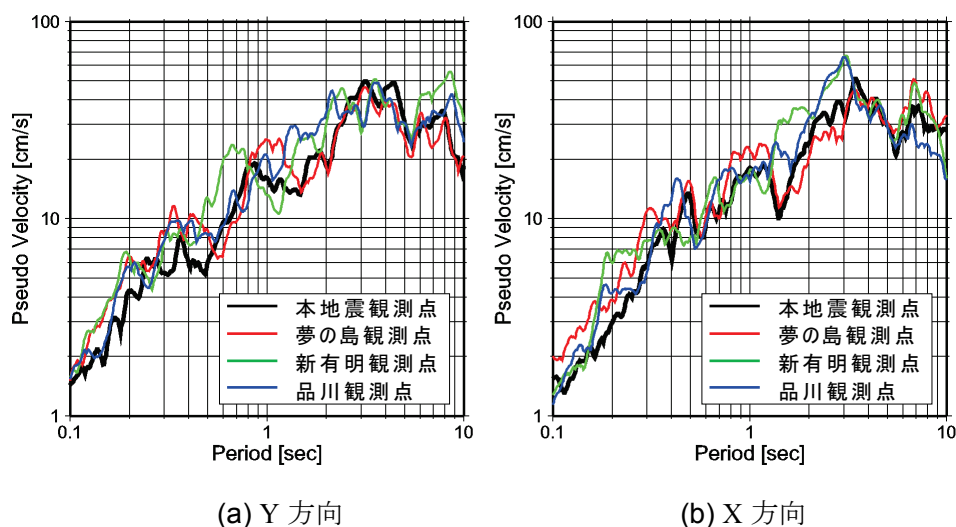 100
10
1
Pseudo Velocity [cm/s]
本地震観測点
夢の島観測点
新有明観測点
品川観測点
0.1
1
10
Period [sec]
(a) Y 方向
100
10
1
Pseudo Velocity [cm/s]
本地震観測点
夢の島観測点
新有明観測点
品川観測点
0.1
1
10
Period [sec]
(b) X 方向